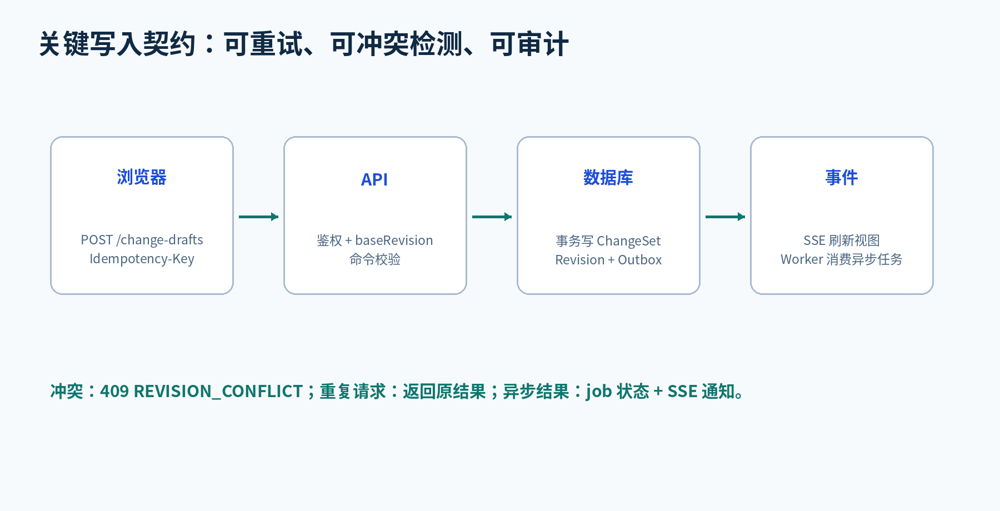 关键写入契约：可重试、可冲突检测、可审计
浏览器
POST /change-drafts
Idempotency-Key
API
鉴权 + baseRevision
命令校验
数据库
事务写 ChangeSet
Revision + Outbox
事件
SSE 刷新视图
Worker 消费异步任务
冲突：409 REVISION_CONFLICT；重复请求：返回原结果；异步结果：job 状态 + SSE 通知。